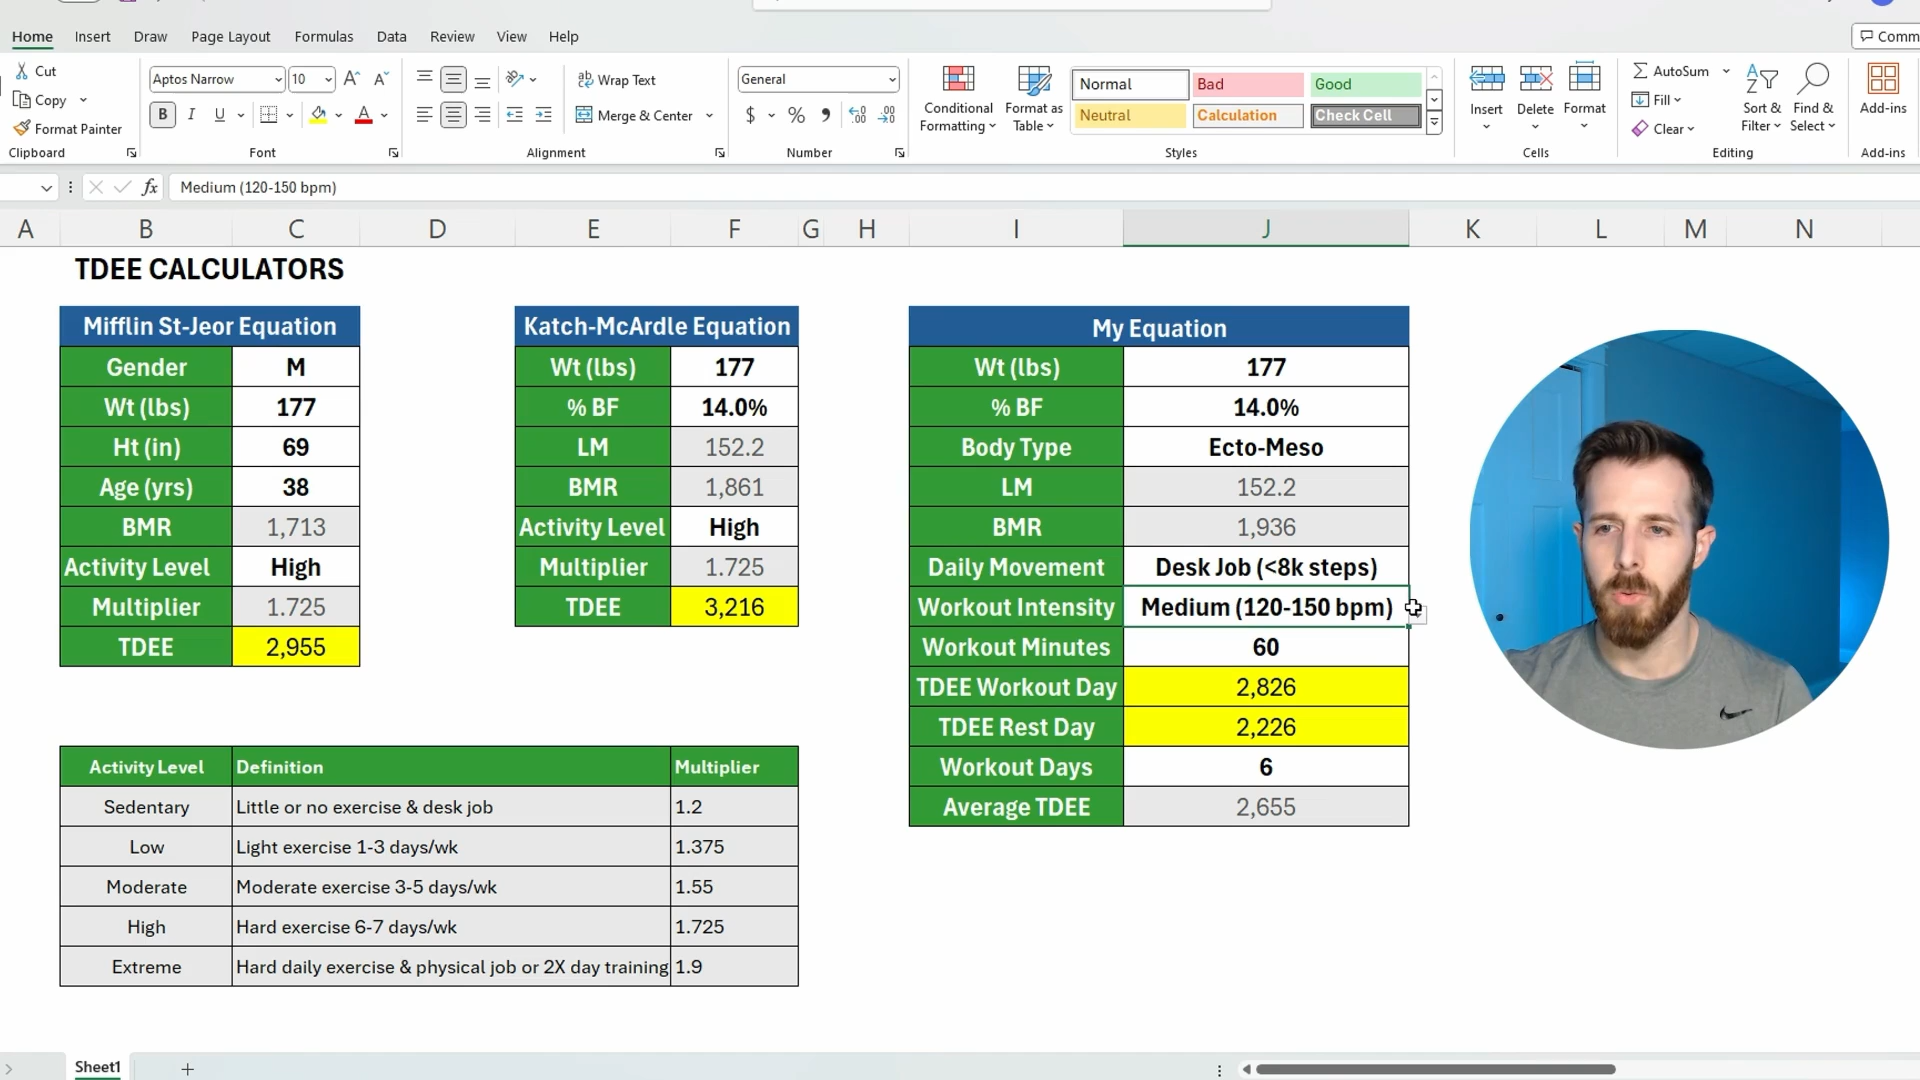 Home Insert Draw Page Layout Formulas Data Review View Help
Comm
Cut
Copy
Format Painter
Clipboard
Aptos Narrow 10
B I U
Font
Wrap Text
Merge & Center
Alignment
General
$ % ,
Number
Conditional Formatting
Format as Table
Normal Bad Good
Neutral Calculation Check Cell
Styles
Insert Delete Format
Cells
AutoSum
Fill
Clear
Sort & Filter
Find & Select
Editing
Add-ins
Add-ins
fx Medium (120-150 bpm)
A B C D E F G H I J K L M N
TDEE CALCULATORS
Mifflin St-Jeor Equation
Gender M
Wt (lbs) 177
Ht (in) 69
Age (yrs) 38
BMR 1,713
Activity Level High
Multiplier 1.725
TDEE 2,955
Katch-McArdle Equation
Wt (lbs) 177
% BF 14.0%
LM 152.2
BMR 1,861
Activity Level High
Multiplier 1.725
TDEE 3,216
My Equation
Wt (lbs) 177
% BF 14.0%
Body Type Ecto-Meso
LM 152.2
BMR 1,936
Daily Movement Desk Job (<8k steps)
Workout Intensity Medium (120-150 bpm)
Workout Minutes 60
TDEE Workout Day 2,826
TDEE Rest Day 2,226
Workout Days 6
Average TDEE 2,655
Activity Level Definition Multiplier
Sedentary Little or no exercise & desk job 1.2
Low Light exercise 1-3 days/wk 1.375
Moderate Moderate exercise 3-5 days/wk 1.55
High Hard exercise 6-7 days/wk 1.725
Extreme Hard daily exercise & physical job or 2X day training 1.9
Sheet1